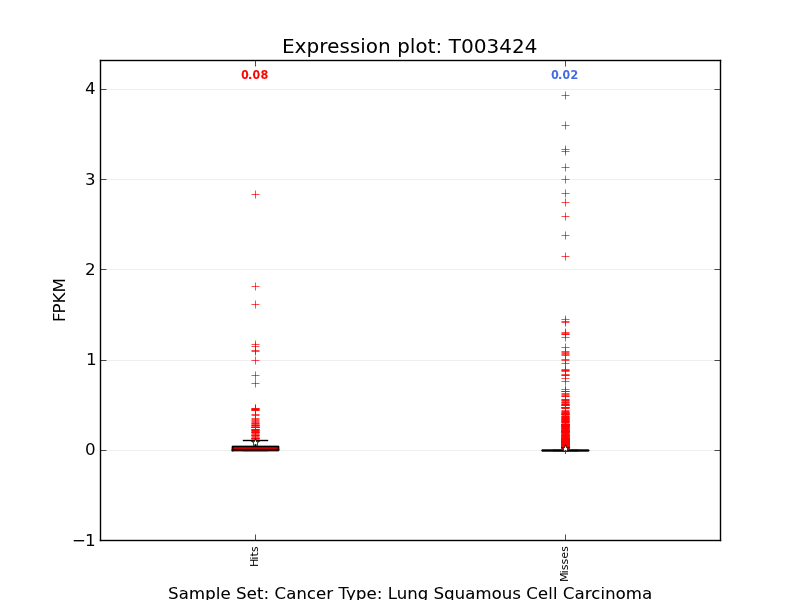 Expression plot: T003424
0.08 0.02
4
3
2
1
0
−1
FPKM
Hits
Misses
Sample Set: Cancer Type: Lung Squamous Cell Carcinoma